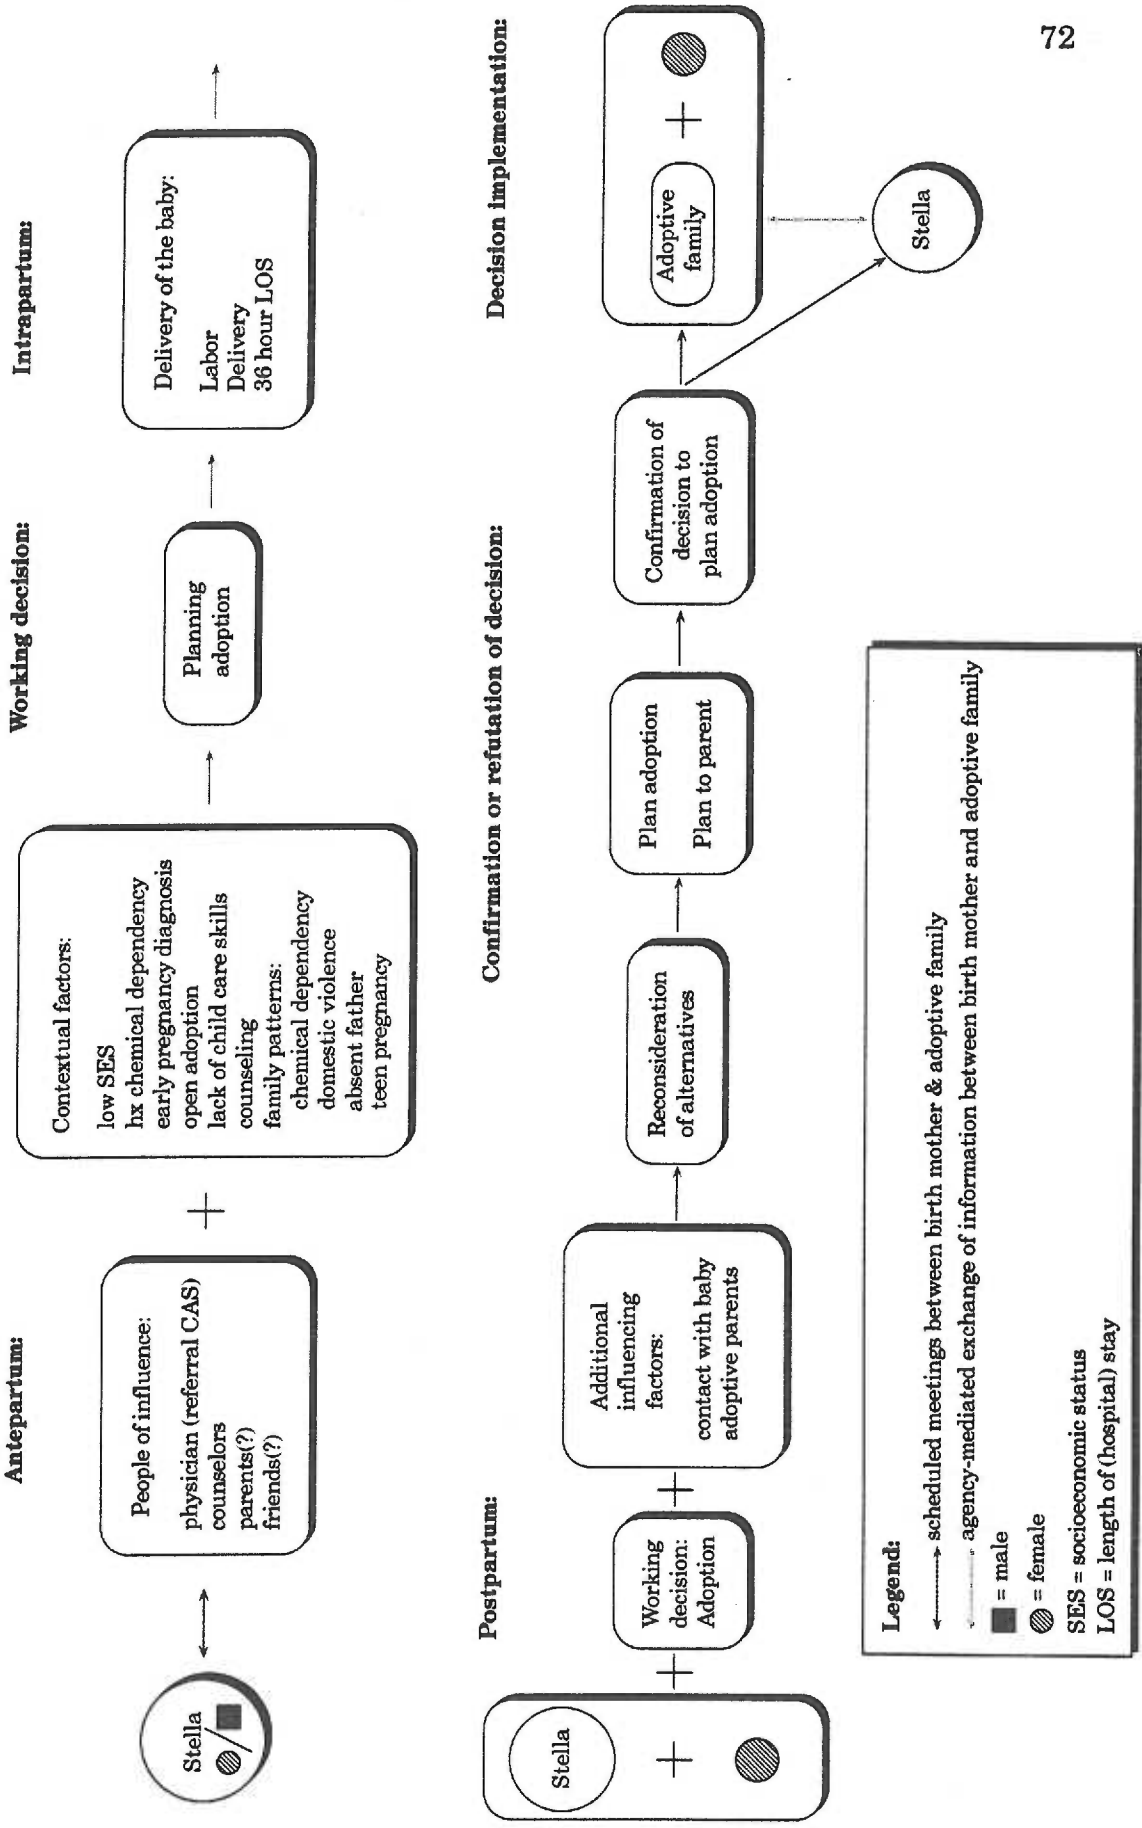 72
Antepartum:
Working decision:
Intrapartum:
Stella
People of influence:
physician (referral CAS)
counselors
parents(?)
friends(?)
+
Contextual factors:
low SES
hx chemical dependency
early pregnancy diagnosis
open adoption
lack of child care skills
counseling
family patterns:
chemical dependency
domestic violence
absent father
teen pregnancy
Planning
adoption
Delivery of the baby:
Labor
Delivery
36 hour LOS
Postpartum:
Confirmation or refutation of decision:
Decision implementation:
Stella
+
+
Working
decision:
Adoption
+
Additional
influencing
factors:
contact with baby
adoptive parents
Reconsideration
of alternatives
Plan adoption
Plan to parent
Confirmation of
decision to
plan adoption
Adoptive
family
+
Stella
Legend:
scheduled meetings between birth mother & adoptive family
agency-mediated exchange of information between birth mother and adoptive family
= male
= female
SES = socioeconomic status
LOS = length of (hospital) stay